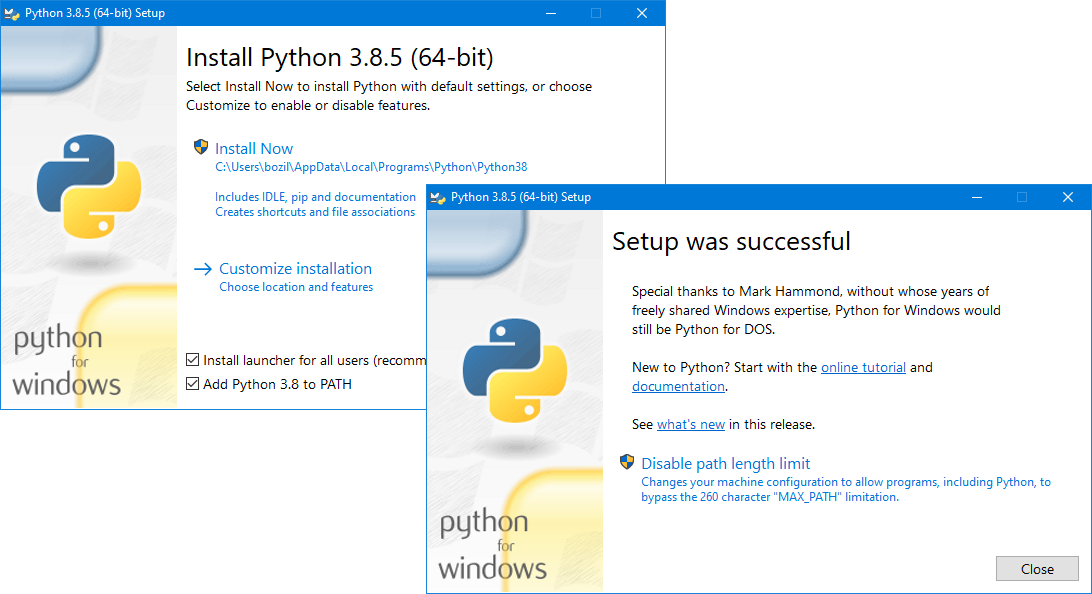 Python 3.8.5 (64-bit) Setup
Install Python 3.8.5 (64-bit)
Select Install Now to install Python with default settings, or choose
Customize to enable or disable features.
Install Now
C:\Users\bozil\AppData\Local\Programs\Python\Python38
Includes IDLE, pip and documentation
Creates shortcuts and file associations
Customize installation
Choose location and features
Install launcher for all users (recomm
Add Python 3.8 to PATH
python
for
windows
Python 3.8.5 (64-bit) Setup
Setup was successful
Special thanks to Mark Hammond, without whose years of
freely shared Windows expertise, Python for Windows would
still be Python for DOS.
New to Python? Start with the online tutorial and
documentation.
See what's new in this release.
Disable path length limit
Changes your machine configuration to allow programs, including Python, to
bypass the 260 character "MAX_PATH" limitation.
python
for
windows
Close